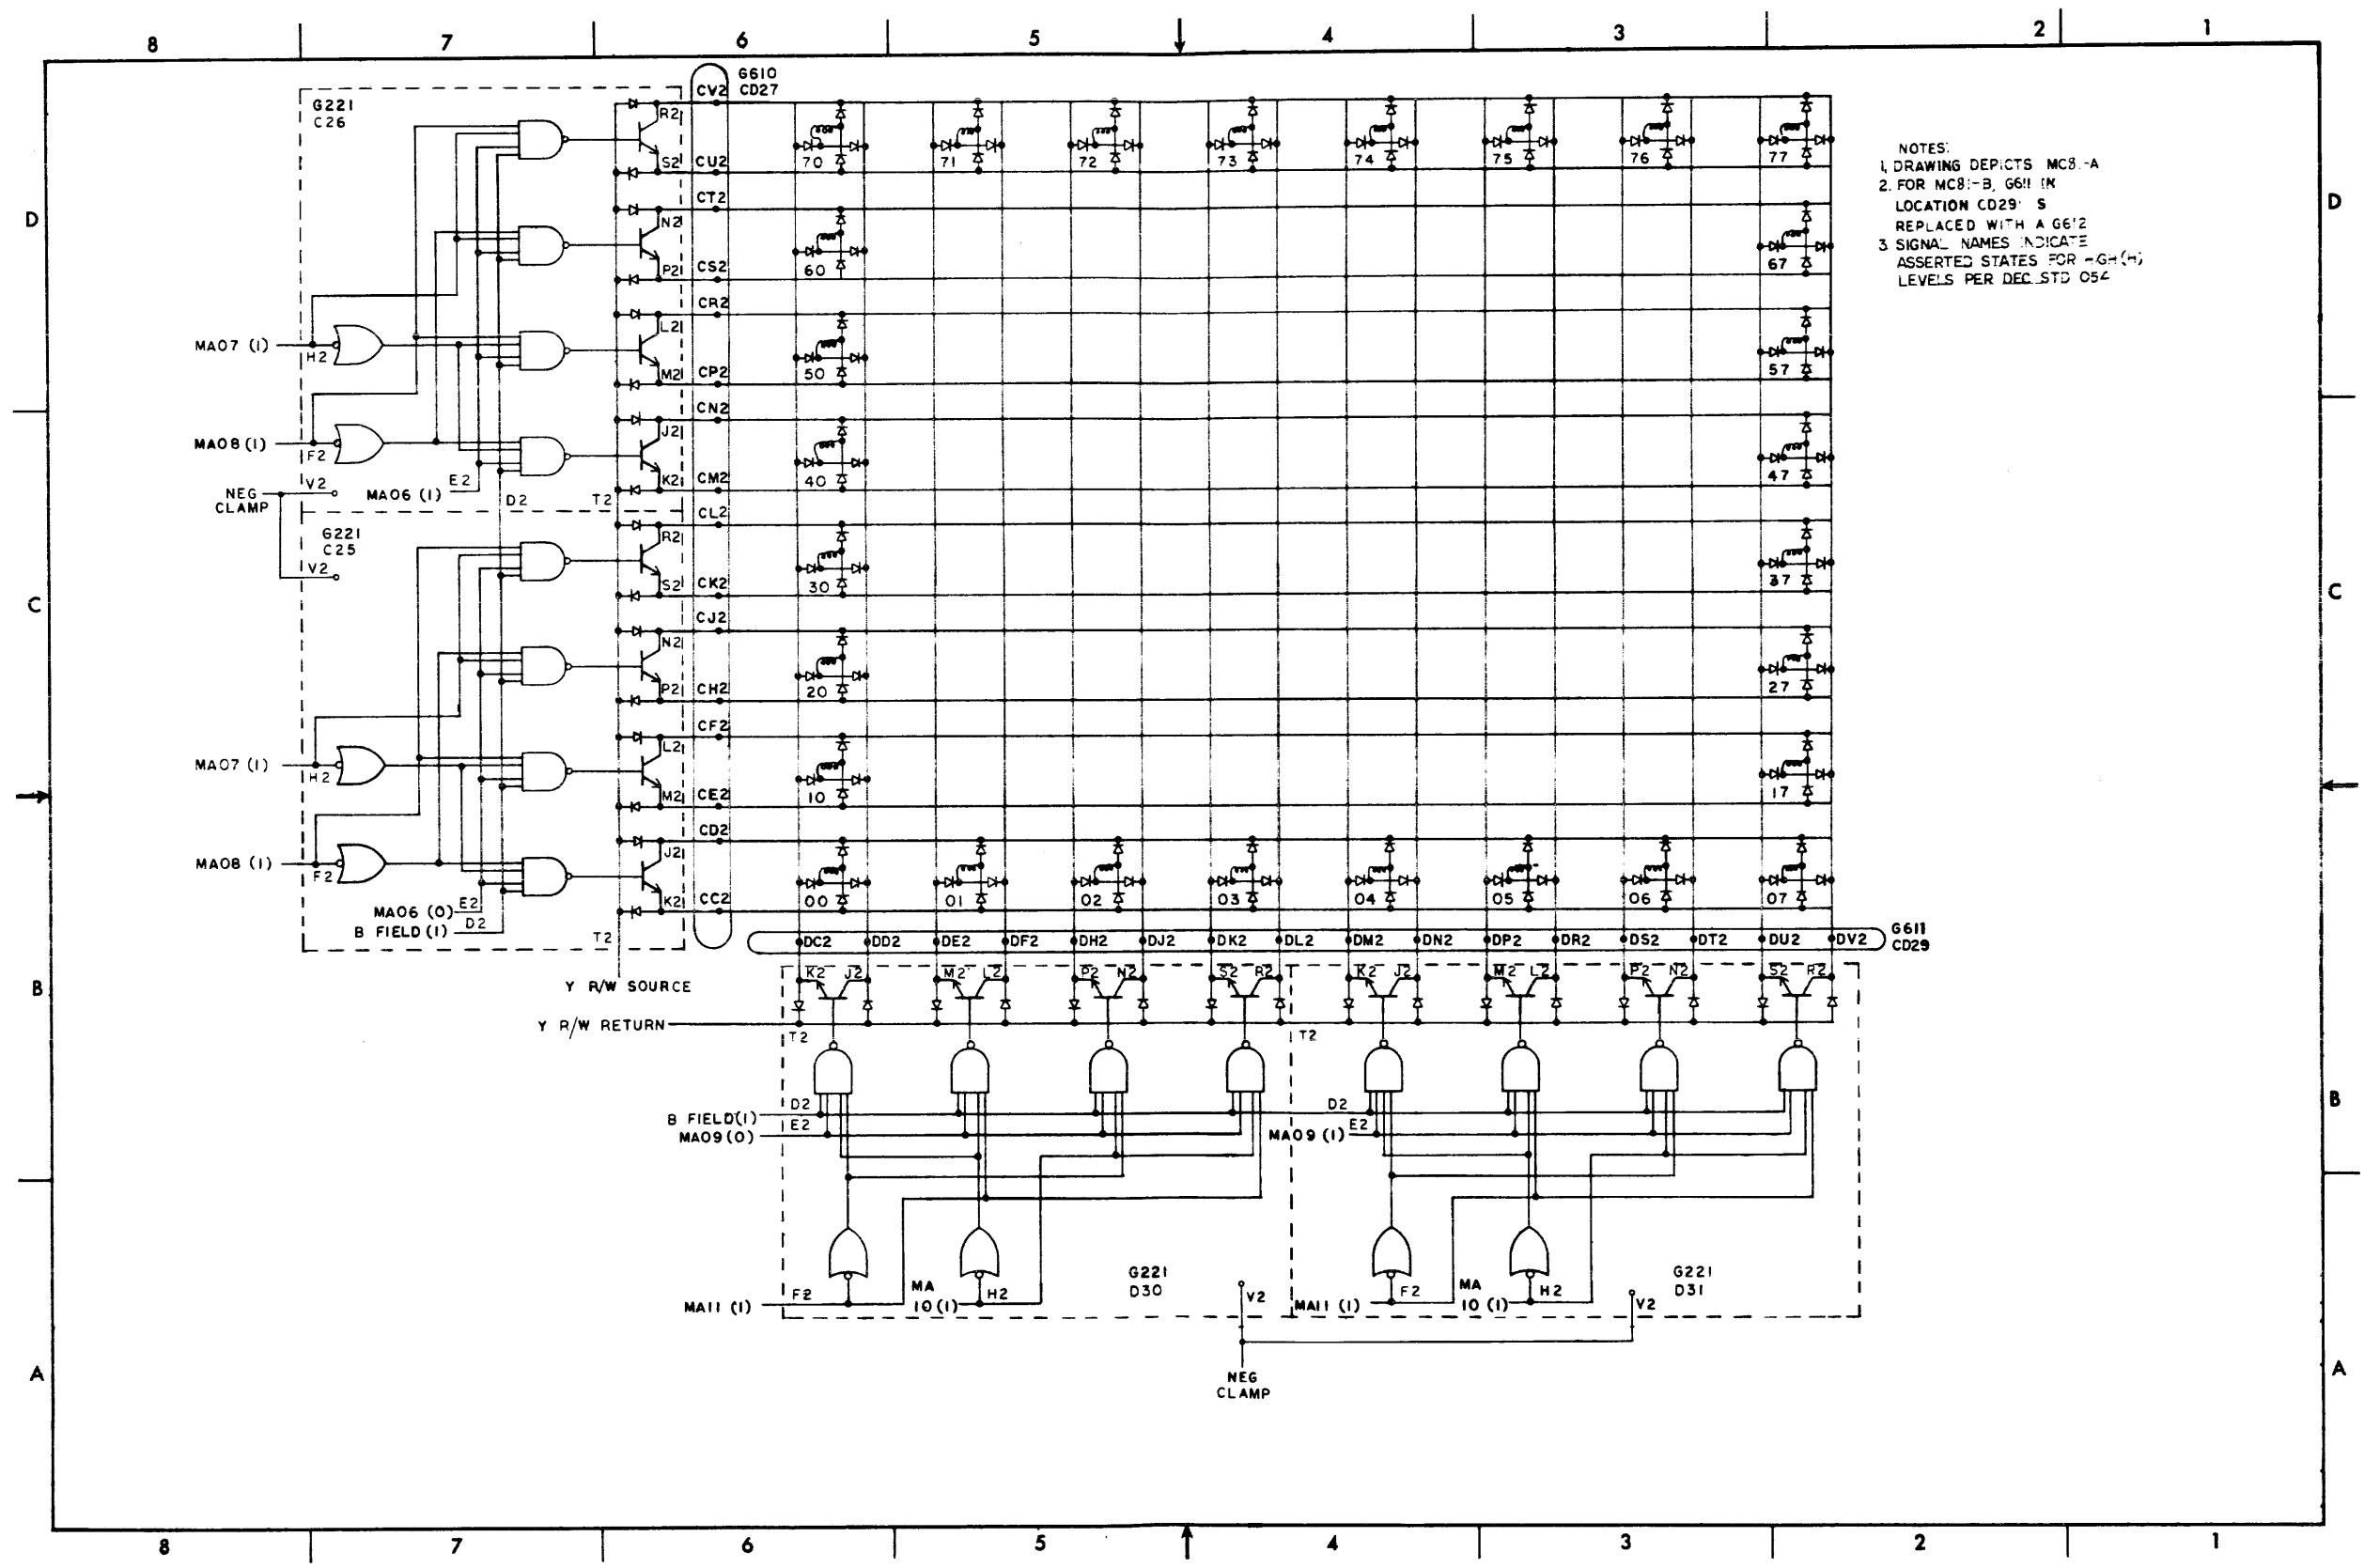 8 7 6 5 4 3 2 1
G610
CD27
G221
C26
CV2
R2
S2
CU2
70 71 72 73 74 75 76 77
NOTES:
1. DRAWING DEPICTS
2. FOR G611 IN
LOCATION CD29
REPLACED WITH A G612
3. SIGNAL NAMES INDICATE
ASSERTED STATES FOR
LEVELS PER DEC STD
D D
CT2
N2
P2
CS2
60 67
CR2
L2
MA07 (1)
H2
M2
CP2
50 57
CN2
J2
MA08 (1)
F2
K2
CM2
40 47
NEG
CLAMP
V2
MA06 (1)
E2
D2
T2
CL2
G221
C25
V2
R2
S2
CK2
30 37
C C
CJ2
N2
P2
CH2
20 27
CF2
L2
MA07 (1)
H2
M2
CE2
10 17
CD2
J2
MA08 (1)
F2
K2
CC2
00 01 02 03 04 05 06 07
MA06 (0)
E2
B FIELD (1)
D2
T2
DC2 DD2 DE2 DF2 DH2 DJ2 DK2 DL2 DM2 DN2 DP2 DR2 DS2 DT2 DU2 DV2
G611
CD29
K2 J2 M2 L2 P2 N2 S2 R2 K2 J2 M2 L2 P2 N2 S2 R2
B
Y R/W SOURCE
Y R/W RETURN
T2 T2
B FIELD(1) D2 D2
B
MA09(0) E2 MA09 (1) E2
G221
D30
G221
D31
MA11 (1) F2
MA
10(1) H2
V2
MA11 (1) F2
MA
10 (1) H2
V2
A A
NEG
CLAMP
8 7 6 5 4 3 2 1